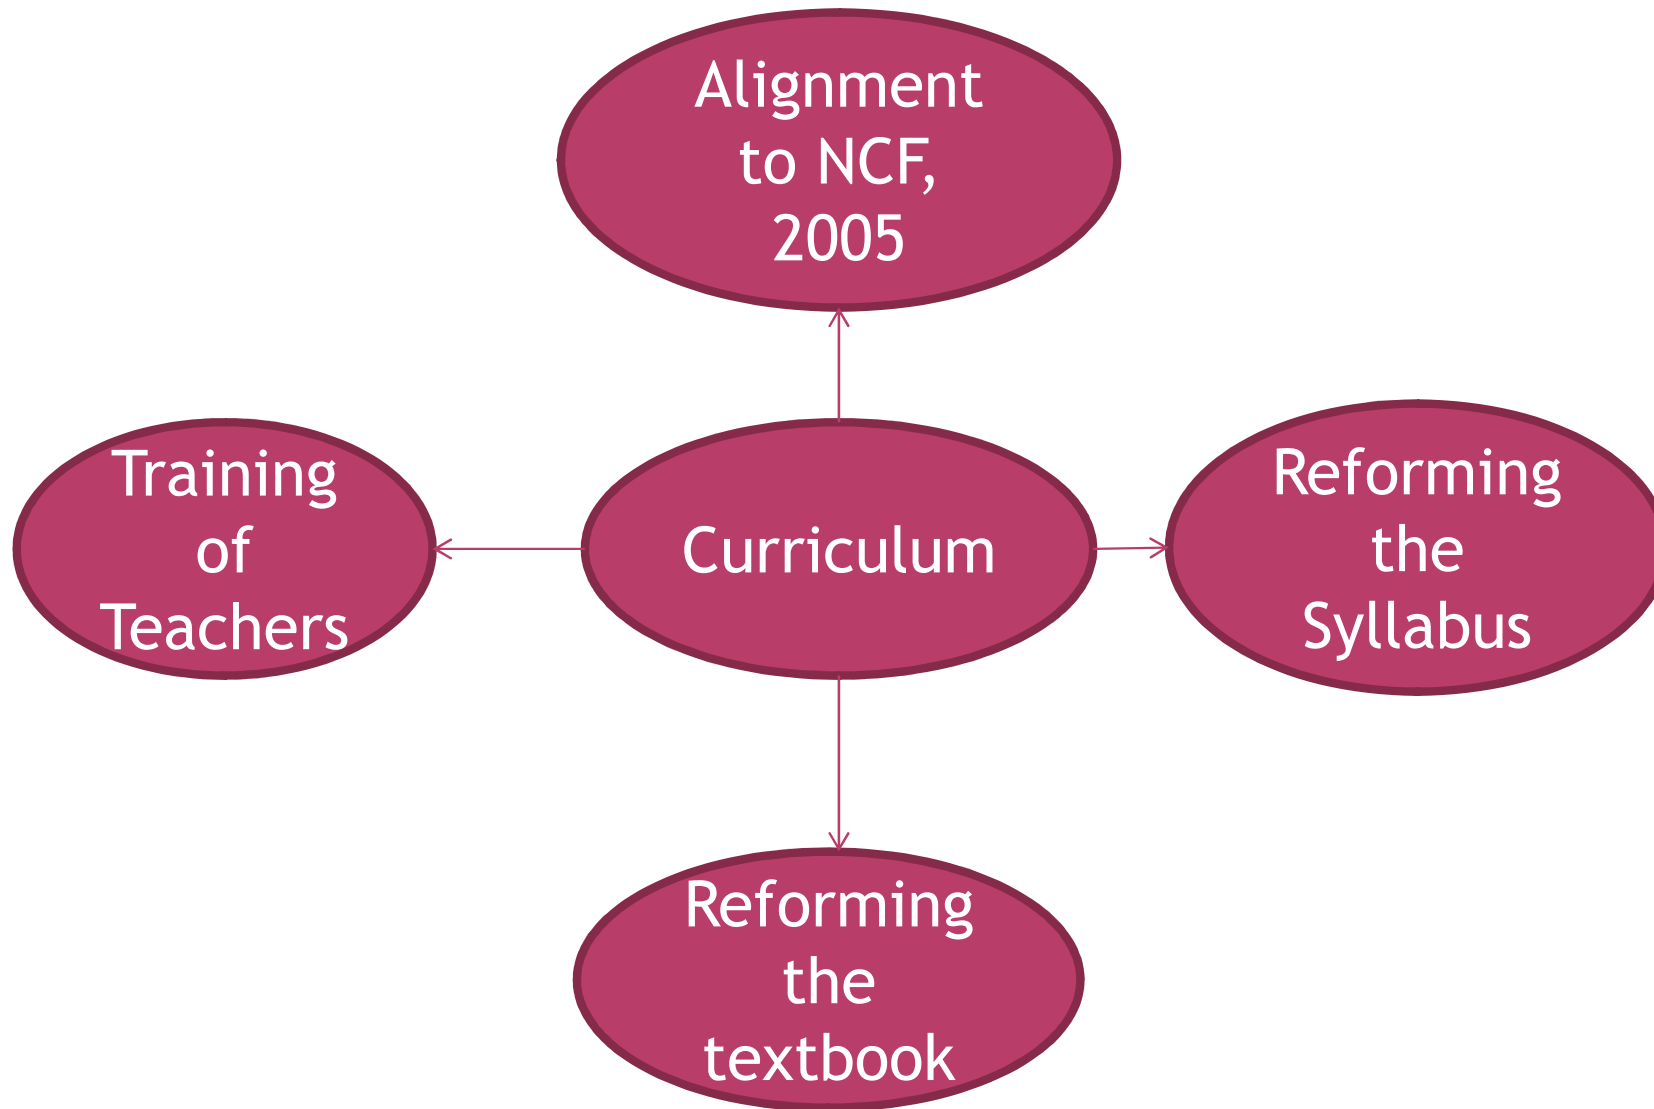 Alignment
to NCF,
2005
Training
of
Teachers
Curriculum
Reforming
the
Syllabus
Reforming
the
textbook